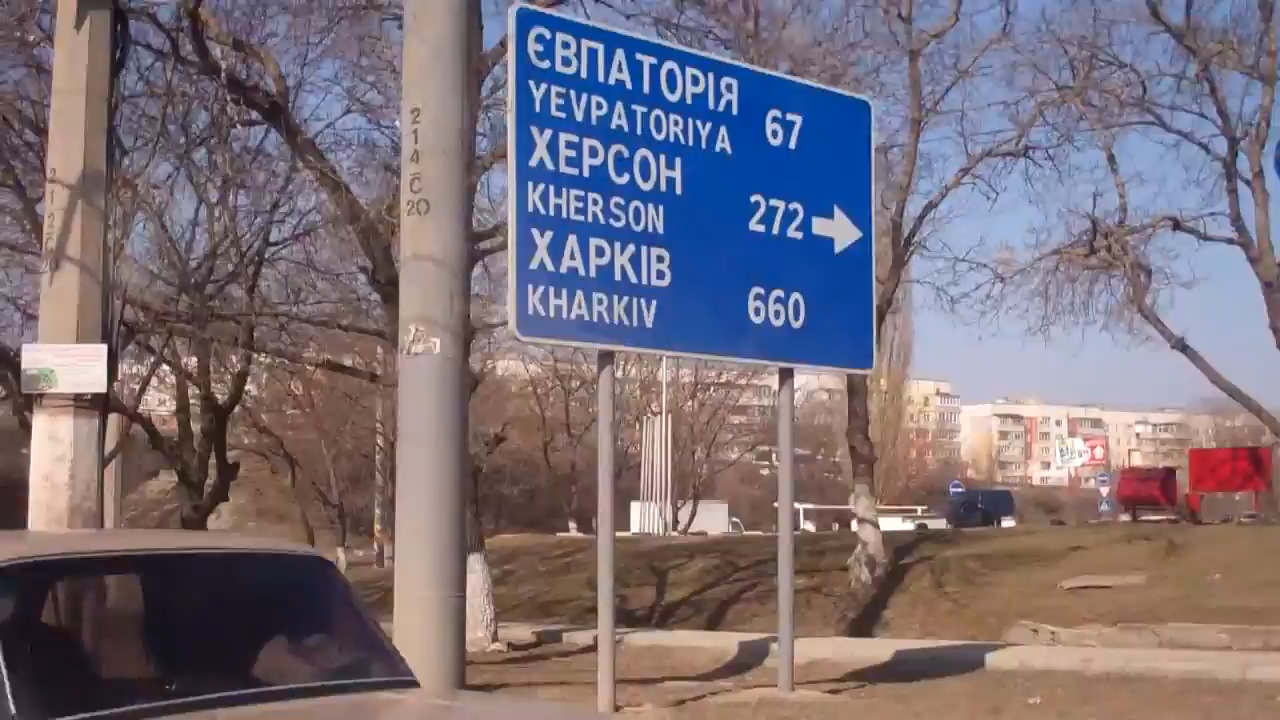 ЄВПАТОРІЯ
YEVPATORIYA 67
ХЕРСОН
KHERSON 272
ХАРКІВ
KHARKIV 660
214
С
20